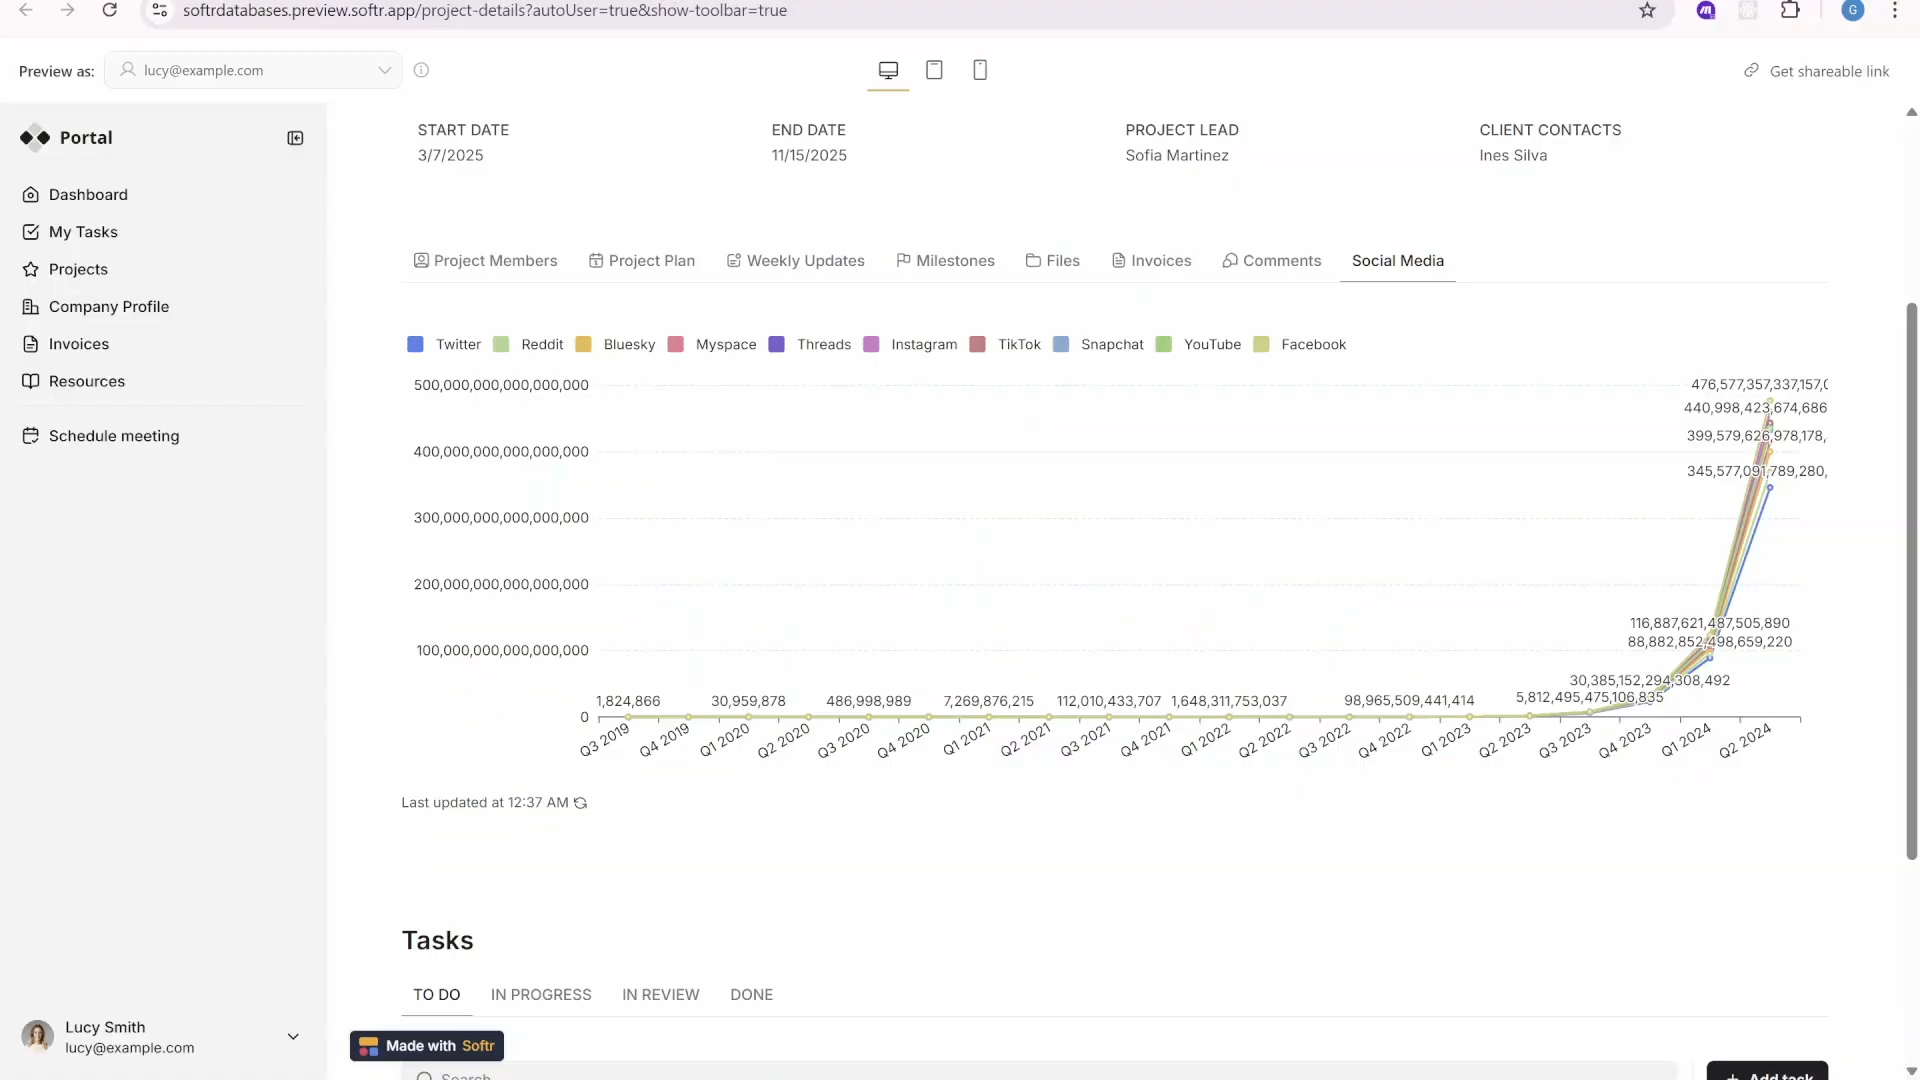 softrdatabases.preview.softr.app/project-details?autoUser=true&show-toolbar=true
G
Preview as:
lucy@example.com
Get shareable link
Portal
Dashboard
My Tasks
Projects
Company Profile
Invoices
Resources
Schedule meeting
START DATE
3/7/2025
END DATE
11/15/2025
PROJECT LEAD
Sofia Martinez
CLIENT CONTACTS
Ines Silva
Project Members Project Plan Weekly Updates Milestones Files Invoices Comments Social Media
Twitter Reddit Bluesky Myspace Threads Instagram TikTok Snapchat YouTube Facebook
500,000,000,000,000,000
400,000,000,000,000,000
300,000,000,000,000,000
200,000,000,000,000,000
100,000,000,000,000,000
0
476,577,357,337,157,0
440,998,423,674,686
399,579,626,978,178,
345,577,091,789,280,
116,887,621,487,505,890
88,882,852,498,659,220
30,385,152,294,308,492
5,812,495,475,106,835
1,824,866 30,959,878 486,998,989 7,269,876,215 112,010,433,707 1,648,311,753,037 98,965,509,441,414
Q3 2019 Q4 2019 Q1 2020 Q2 2020 Q3 2020 Q4 2020 Q1 2021 Q2 2021 Q3 2021 Q4 2021 Q1 2022 Q2 2022 Q3 2022 Q4 2022 Q1 2023 Q2 2023 Q3 2023 Q4 2023 Q1 2024 Q2 2024
Last updated at 12:37 AM
Tasks
TO DO IN PROGRESS IN REVIEW DONE
Search
+ Add task
Lucy Smith
lucy@example.com
Made with Softr